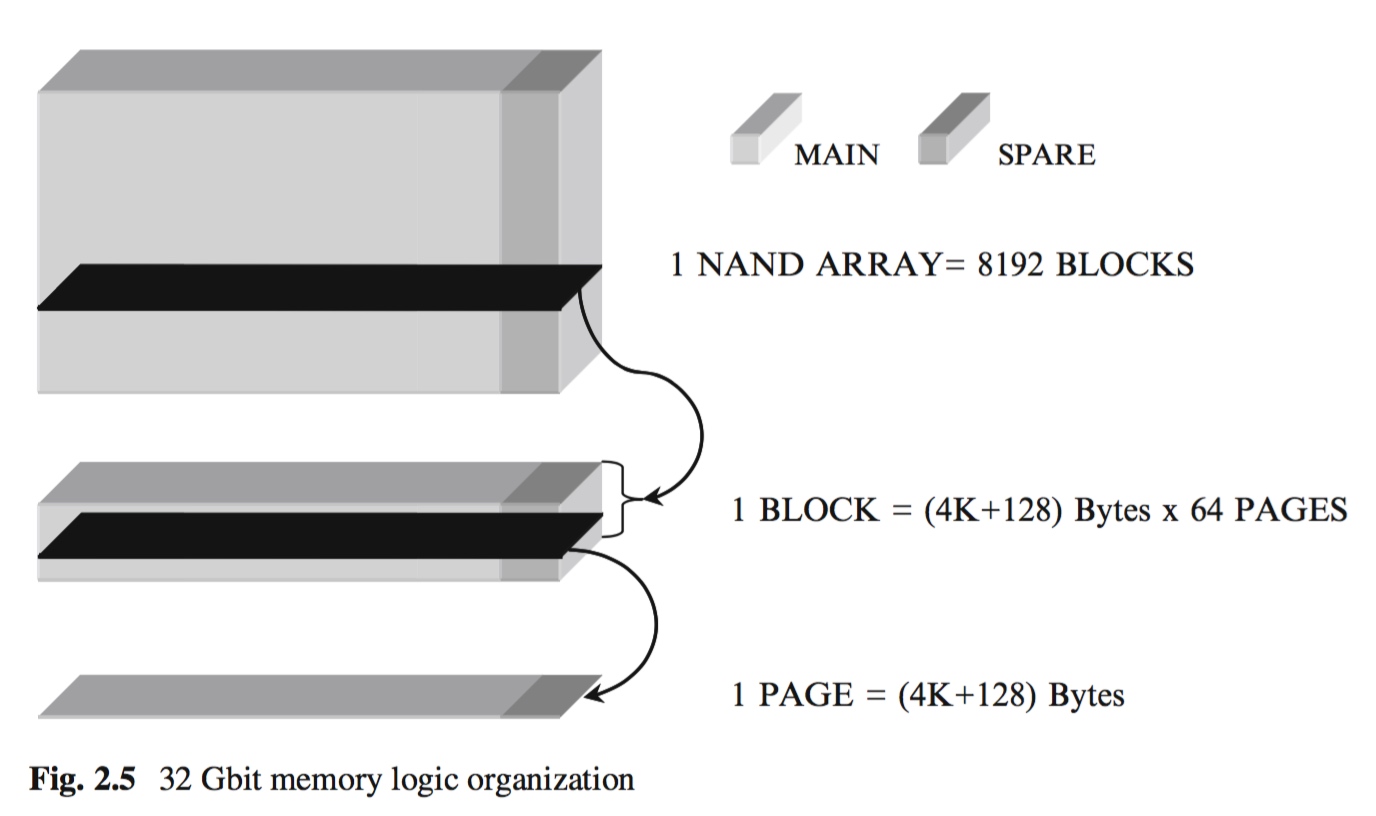 MAIN
SPARE
1 NAND ARRAY= 8192 BLOCKS
1 BLOCK = (4K+128) Bytes x 64 PAGES
1 PAGE = (4K+128) Bytes
Fig. 2.5 32 Gbit memory logic organization